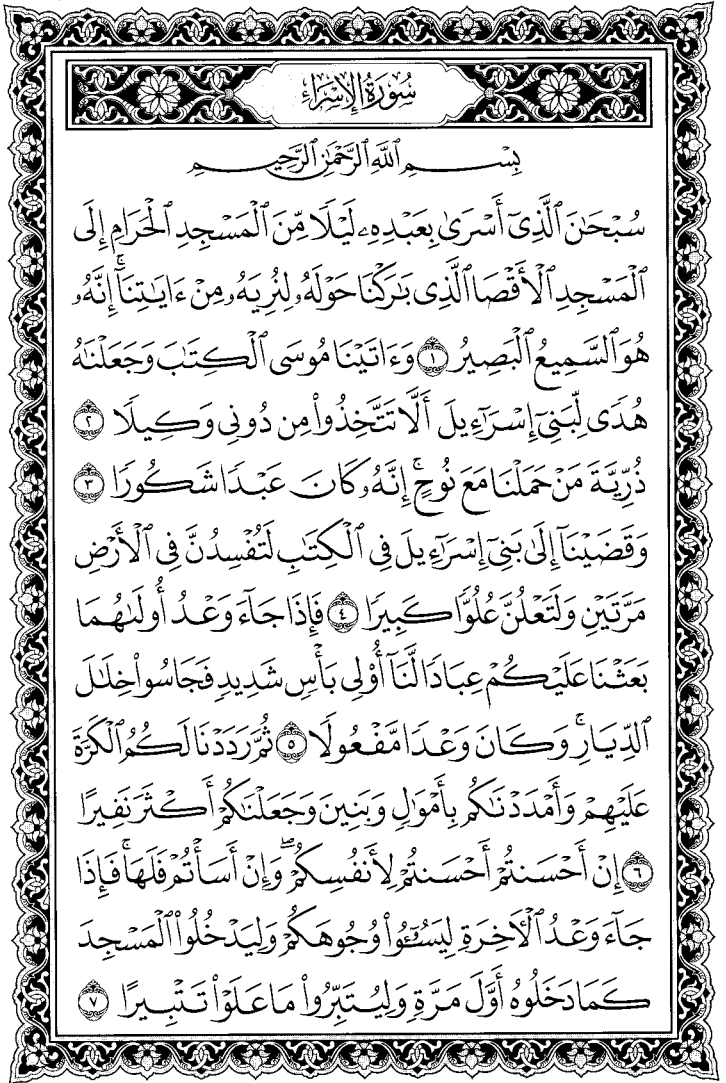 سُورَةُ الإِسْرَاءِ
بِسْمِ ٱللَّهِ ٱلرَّحْمَٰنِ ٱلرَّحِيمِ
سُبْحَٰنَ ٱلَّذِىٓ أَسْرَىٰ بِعَبْدِهِۦ لَيْلًا مِّنَ ٱلْمَسْجِدِ ٱلْحَرَامِ إِلَى
ٱلْمَسْجِدِ ٱلْأَقْصَا ٱلَّذِى بَٰرَكْنَا حَوْلَهُۥ لِنُرِيَهُۥ مِنْ ءَايَٰتِنَآ ۚ إِنَّهُۥ
هُوَ ٱلسَّمِيعُ ٱلْبَصِيرُ ١ وَءَاتَيْنَا مُوسَى ٱلْكِتَٰبَ وَجَعَلْنَٰهُ
هُدًى لِّبَنِىٓ إِسْرَٰٓءِيلَ أَلَّا تَتَّخِذُوا۟ مِن دُونِى وَكِيلًا ٢
ذُرِّيَّةَ مَنْ حَمَلْنَا مَعَ نُوحٍ ۚ إِنَّهُۥ كَانَ عَبْدًا شَكُورًا ٣
وَقَضَيْنَآ إِلَىٰ بَنِىٓ إِسْرَٰٓءِيلَ فِى ٱلْكِتَٰبِ لَتُفْسِدُنَّ فِى ٱلْأَرْضِ
مَرَّتَيْنِ وَلَتَعْلُنَّ عُلُوًّا كَبِيرًا ٤ فَإِذَا جَآءَ وَعْدُ أُولَىٰهُمَا
بَعَثْنَا عَلَيْكُمْ عِبَادًا لَّنَآ أُو۟لِى بَأْسٍ شَدِيدٍ فَجَاسُوا۟ خِلَٰلَ
ٱلدِّيَارِ ۚ وَكَانَ وَعْدًا مَّفْعُولًا ٥ ثُمَّ رَدَدْنَا لَكُمُ ٱلْكَرَّةَ
عَلَيْهِمْ وَأَمْدَدْنَٰكُم بِأَمْوَٰلٍ وَبَنِينَ وَجَعَلْنَٰكُمْ أَكْثَرَ نَفِيرًا
٦ إِنْ أَحْسَنتُمْ أَحْسَنتُمْ لِأَنفُسِكُمْ ۖ وَإِنْ أَسَأْتُمْ فَلَهَا ۚ فَإِذَا
جَآءَ وَعْدُ ٱلْـَٔاخِرَةِ لِيَسُـۥٓـُٔوا۟ وُجُوهَكُمْ وَلِيَدْخُلُوا۟ ٱلْمَسْجِدَ
كَمَا دَخَلُوهُ أَوَّلَ مَرَّةٍ وَلِيُتَبِّرُوا۟ مَا عَلَوْا۟ تَتْبِيرًا ٧